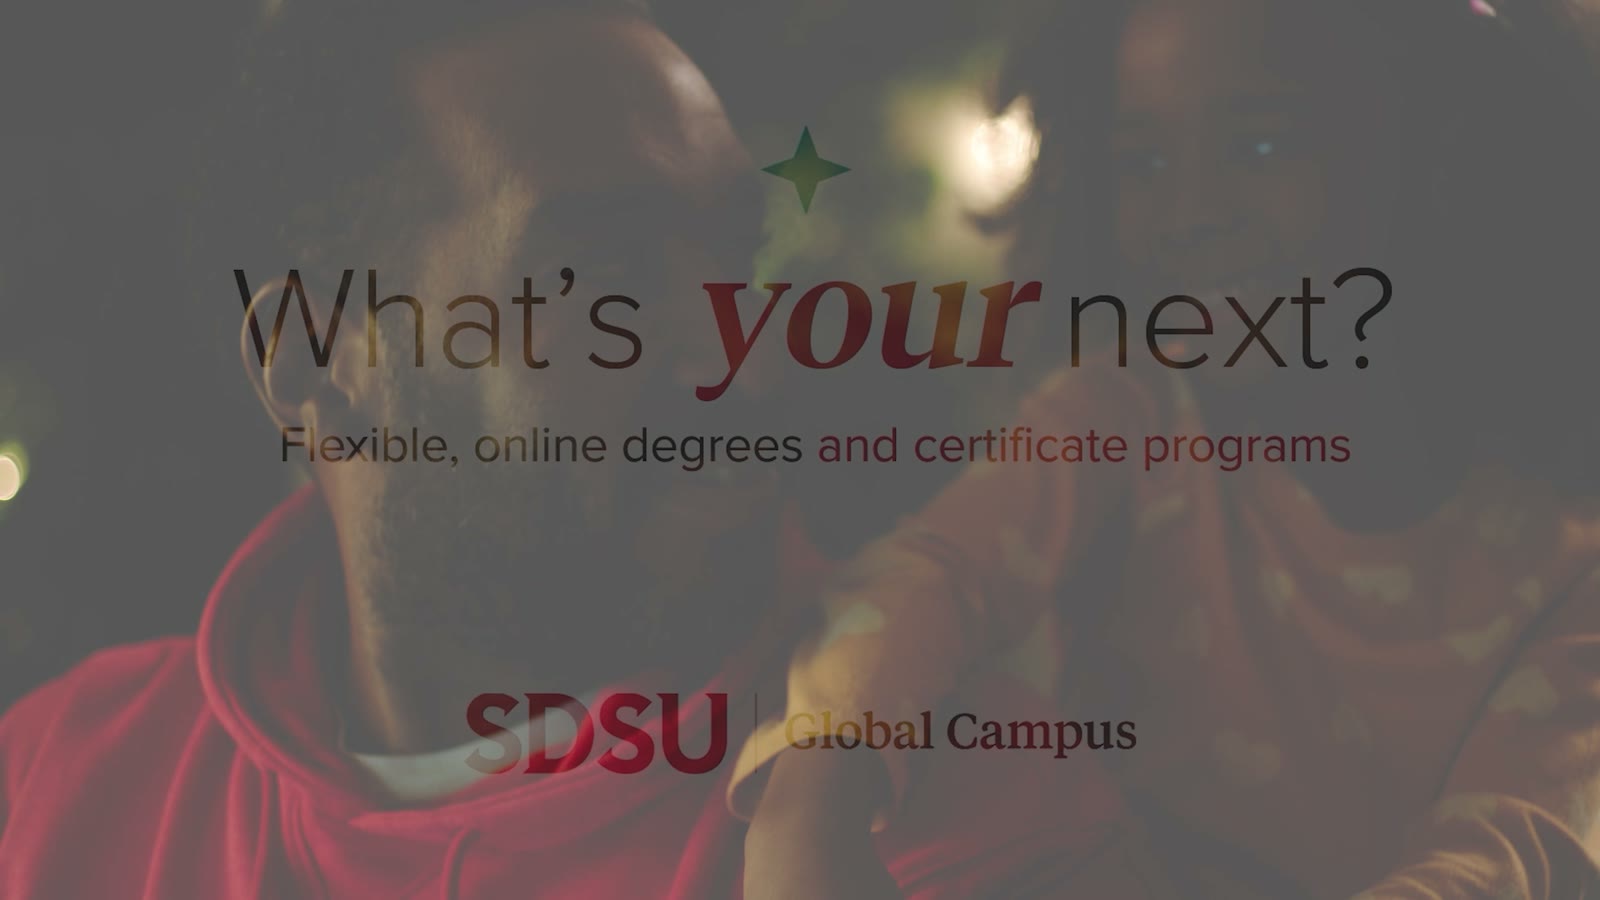 What's your next?
Flexible, online degrees and certificate programs
SDSU | Global Campus